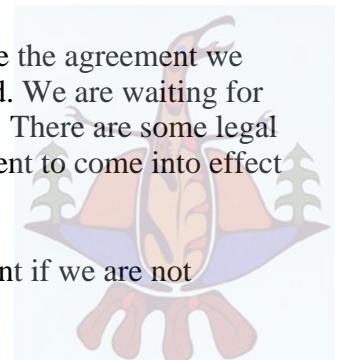 e the agreement we
d. We are waiting for
There are some legal
ent to come into effect
nt if we are not